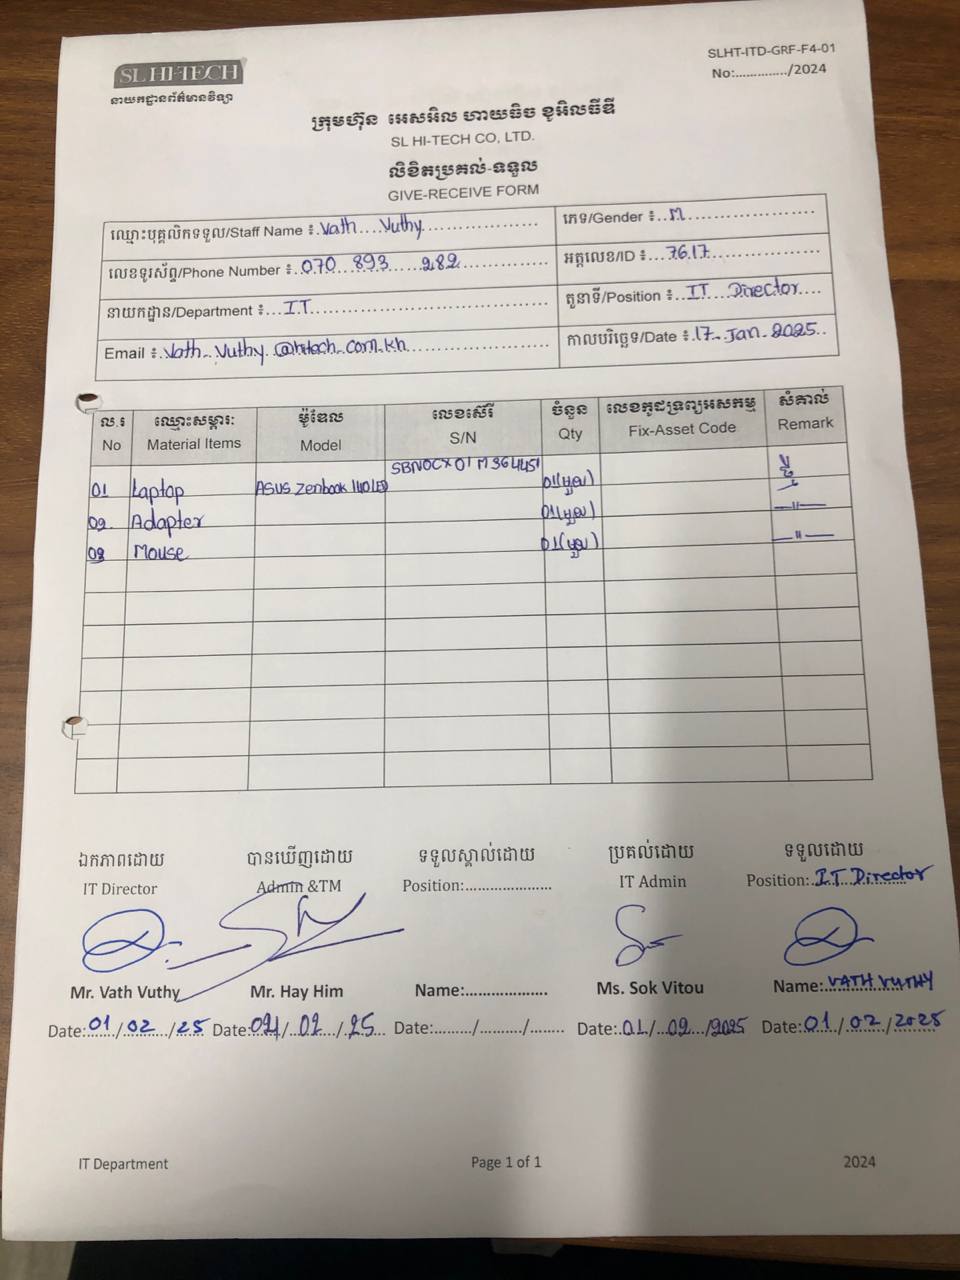 SL HI-TECH
នាយកដ្ឋានព័ត៌មានវិទ្យា
SLHT-ITD-GRF-F4-01
No:............../2024
ក្រុមហ៊ុន អេសអិល ហាយធិច ខូអិលធីឌី
SL HI-TECH CO, LTD.
លិខិតប្រគល់-ទទួល
GIVE-RECEIVE FORM
ឈ្មោះបុគ្គលិកទទួល/Staff Name : Vath Vuthy
ភេទ/Gender : M
លេខទូរស័ព្ទ/Phone Number : 070 893 282
អត្តលេខ/ID : 7617
នាយកដ្ឋាន/Department : IT
តួនាទី/Position : IT Director
Email : Vath_Vuthy@hitech.com.kh
កាលបរិច្ឆេទ/Date : 17-Jan-2025
ល.រ ឈ្មោះសម្ភារៈ ម៉ូឌែល លេខស៊េរី ចំនួន លេខកូដទ្រព្យអសកម្ម សំគាល់
No Material Items Model S/N Qty Fix-Asset Code Remark
01 Laptop ASUS Zenbook 14OLED 01(មួយ) ថ្មី
02 Adapter 01(មួយ) —"—
03 Mouse 01(មួយ) —"—
ឯកភាពដោយ បានឃើញដោយ ទទួលស្គាល់ដោយ ប្រគល់ដោយ ទទួលដោយ
IT Director Admin &TM Position:...................... IT Admin Position: IT Director
Mr. Vath Vuthy Mr. Hay Him Name:................... Ms. Sok Vitou Name: VATH VUTHY
Date: 01/02/25 Date: /02/25 Date:........./........../........ Date: 01/02/2025 Date: 01/02/2025
IT Department Page 1 of 1 2024